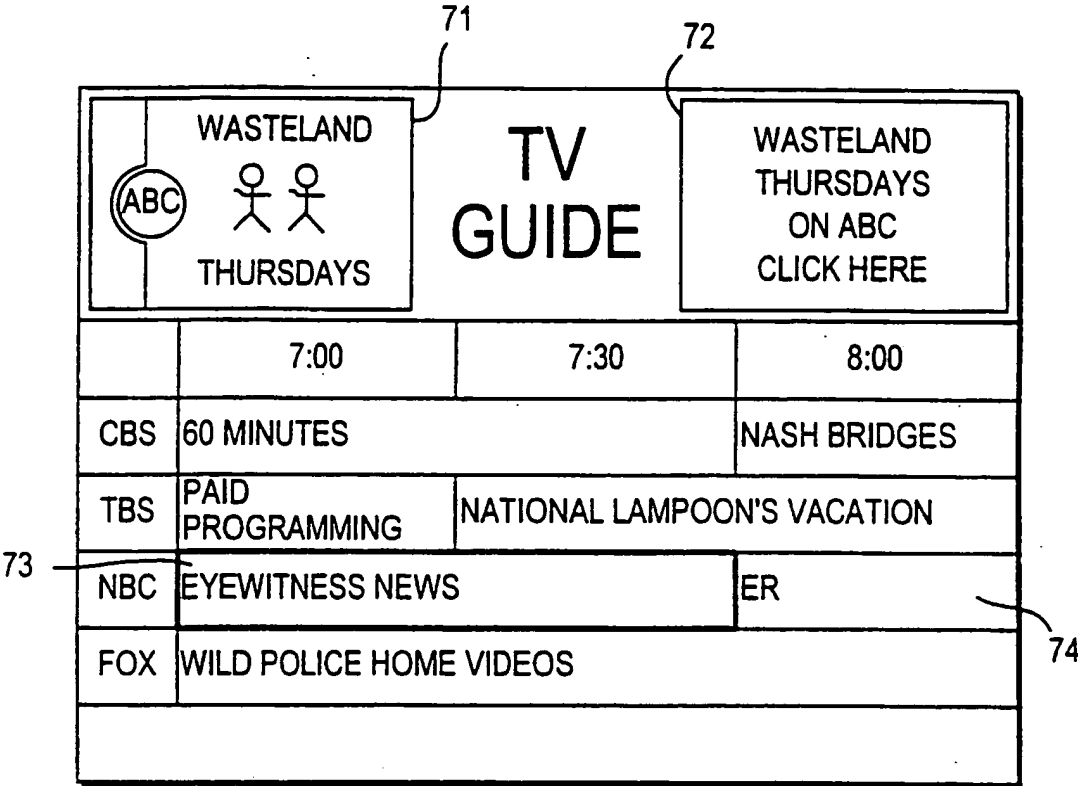 71
72
WASTELAND
ABC
THURSDAYS
TV
GUIDE
WASTELAND
THURSDAYS
ON ABC
CLICK HERE
7:00 7:30 8:00
CBS 60 MINUTES NASH BRIDGES
TBS PAID
PROGRAMMING NATIONAL LAMPOON'S VACATION
73
NBC EYEWITNESS NEWS ER
74
FOX WILD POLICE HOME VIDEOS